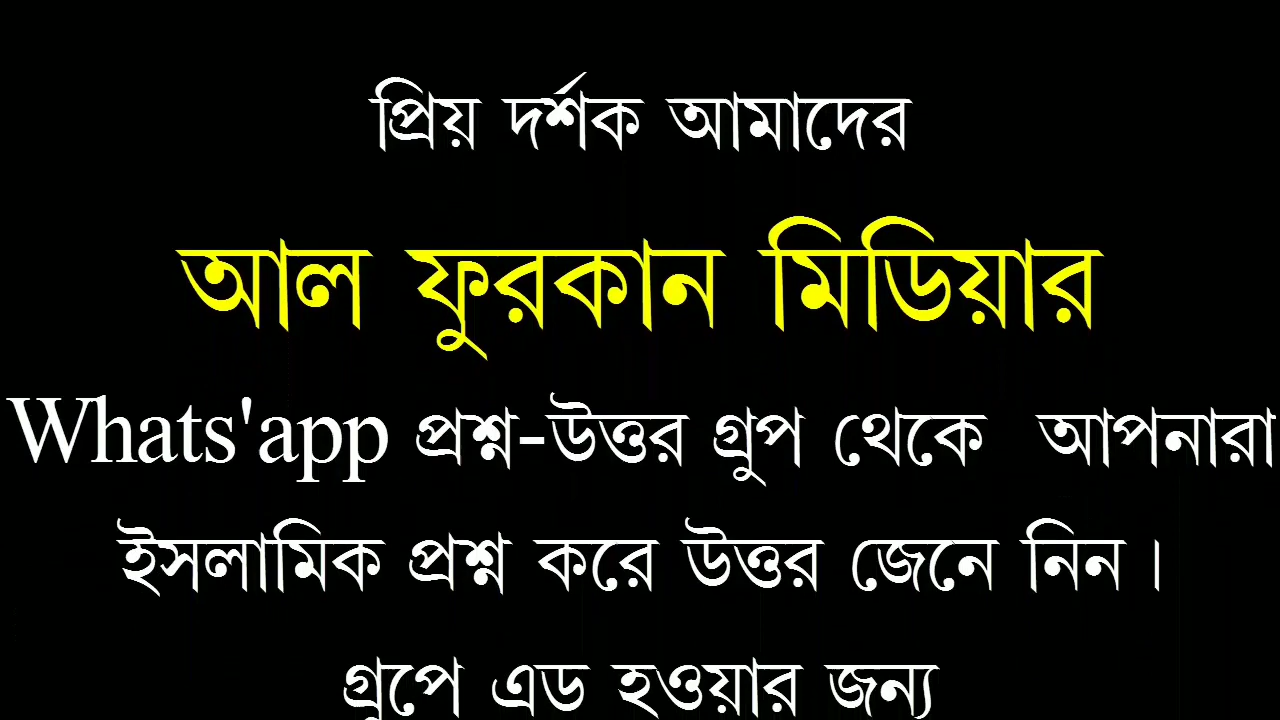 প্রিয় দর্শক আমাদের
আল ফুরকান মিডিয়ার
Whats'app প্রশ্ন-উত্তর গ্রুপ থেকে আপনারা
ইসলামিক প্রশ্ন করে উত্তর জেনে নিন।
গ্রুপে এড হওয়ার জন্য